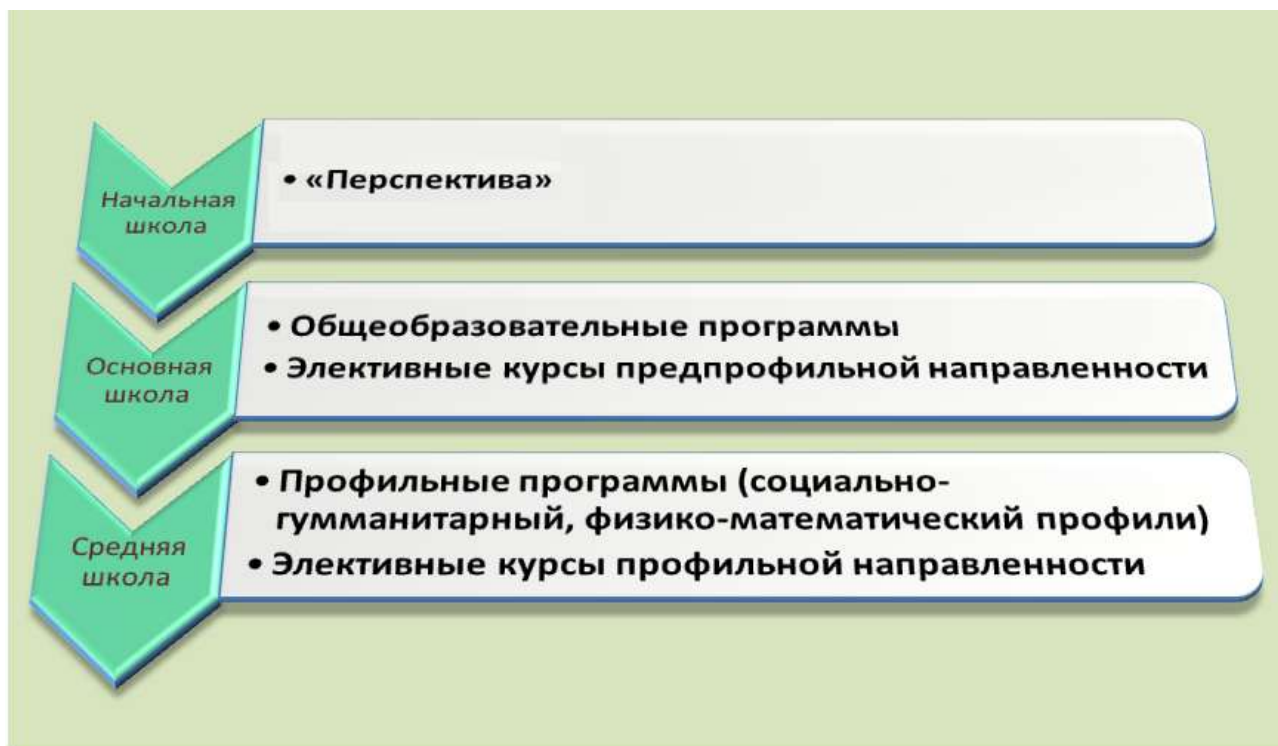 Начальная
школа
• «Перспектива»
Основная
школа
• Общеобразовательные программы
• Элективные курсы предпрофильной направленности
Средняя
школа
• Профильные программы (социально-
гумманитарный, физико-математический профили)
• Элективные курсы профильной направленности